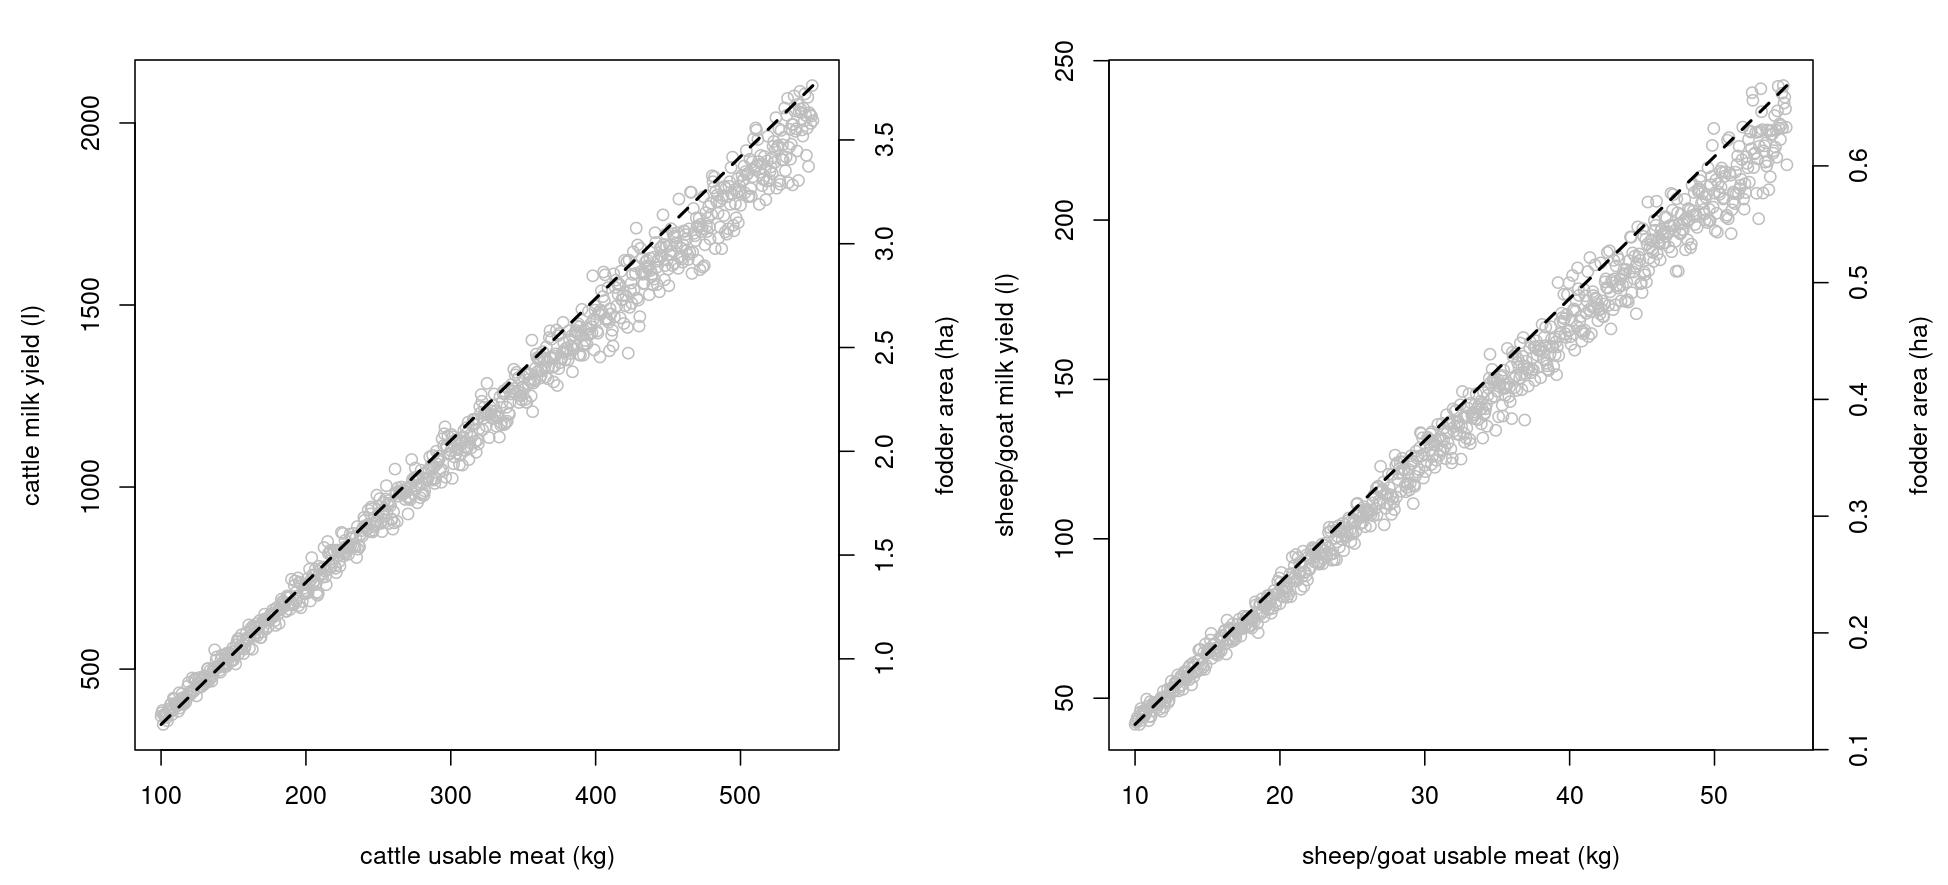 cattle milk yield (l)
2000
1500
1000
500
100 200 300 400 500
cattle usable meat (kg)
3.5
3.0
2.5
2.0
1.5
1.0
fodder area (ha)
sheep/goat milk yield (l)
250
200
150
100
50
10 20 30 40 50
sheep/goat usable meat (kg)
0.6
0.5
0.4
0.3
0.2
0.1
fodder area (ha)